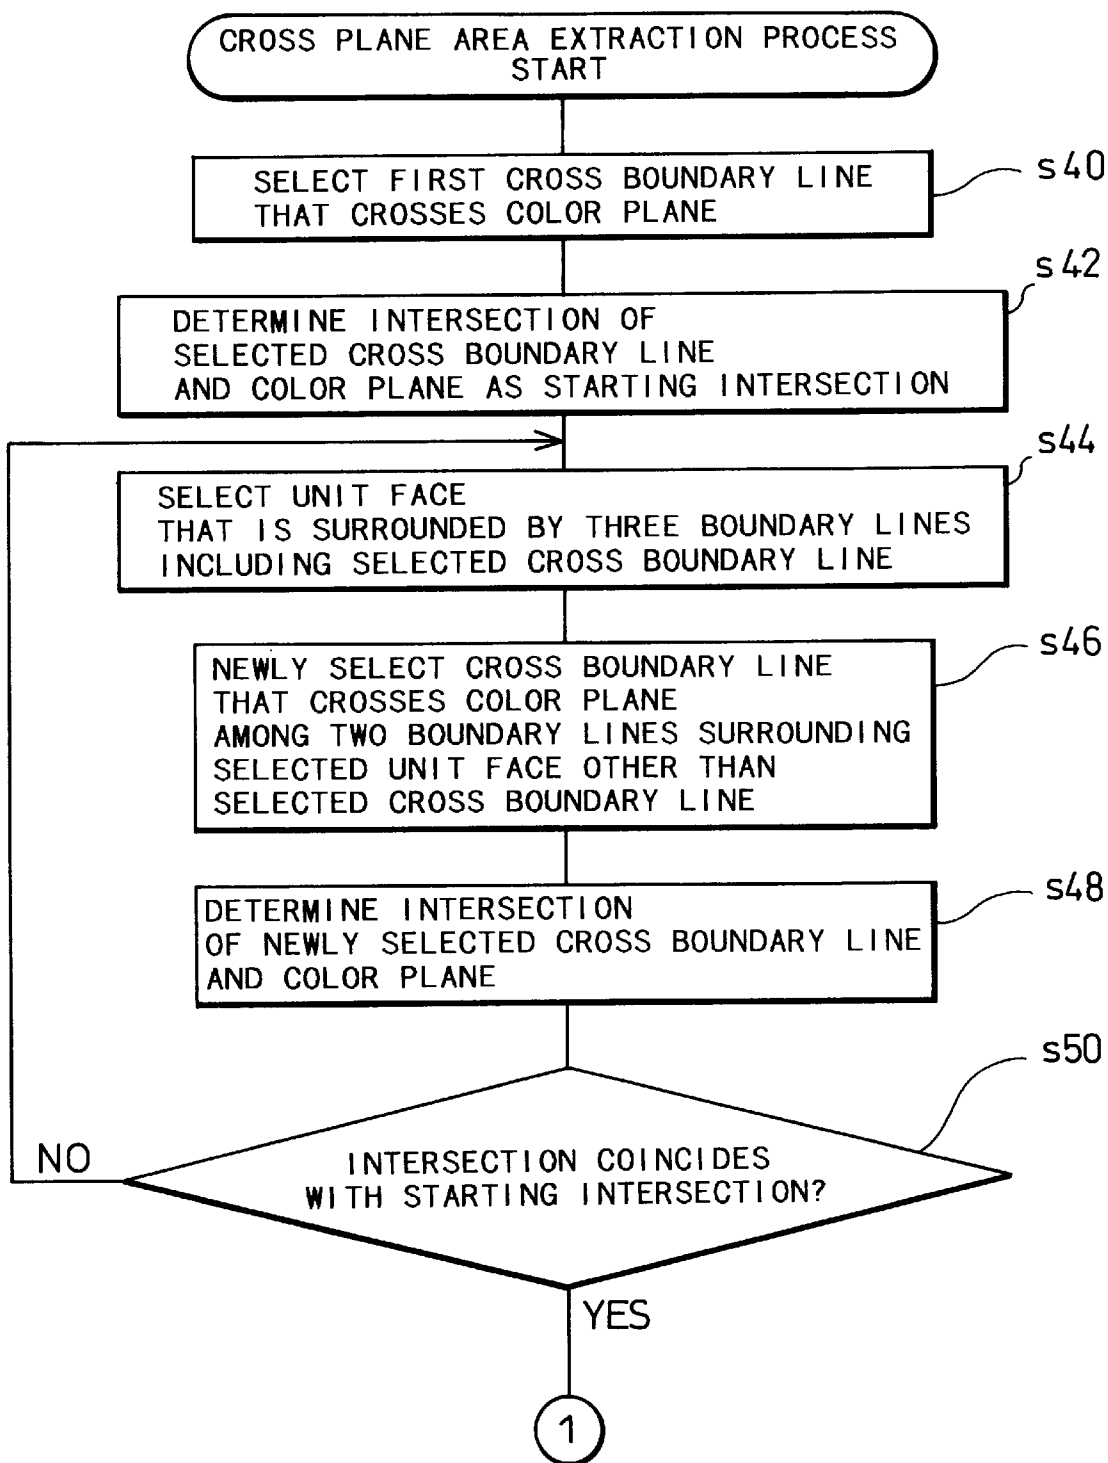 CROSS PLANE AREA EXTRACTION PROCESS
START
SELECT FIRST CROSS BOUNDARY LINE
THAT CROSSES COLOR PLANE
s40
DETERMINE INTERSECTION OF
SELECTED CROSS BOUNDARY LINE
AND COLOR PLANE AS STARTING INTERSECTION
s42
SELECT UNIT FACE
THAT IS SURROUNDED BY THREE BOUNDARY LINES
INCLUDING SELECTED CROSS BOUNDARY LINE
s44
NEWLY SELECT CROSS BOUNDARY LINE
THAT CROSSES COLOR PLANE
AMONG TWO BOUNDARY LINES SURROUNDING
SELECTED UNIT FACE OTHER THAN
SELECTED CROSS BOUNDARY LINE
s46
DETERMINE INTERSECTION
OF NEWLY SELECTED CROSS BOUNDARY LINE
AND COLOR PLANE
s48
INTERSECTION COINCIDES
WITH STARTING INTERSECTION?
s50
NO
YES
1